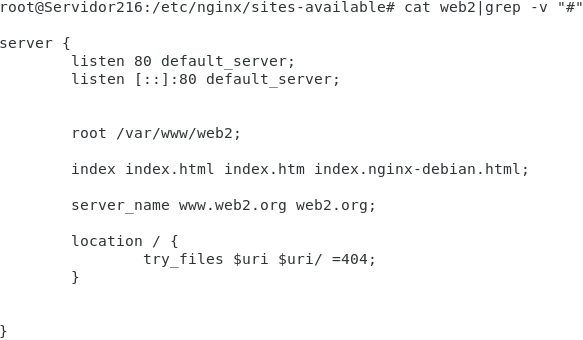 root@Servidor216:/etc/nginx/sites-available# cat web2|grep -v "#"
server {
listen 80 default_server;
listen [::]:80 default_server;
root /var/www/web2;
index index.html index.htm index.nginx-debian.html;
server_name www.web2.org web2.org;
location / {
try_files $uri $uri/ =404;
}
}